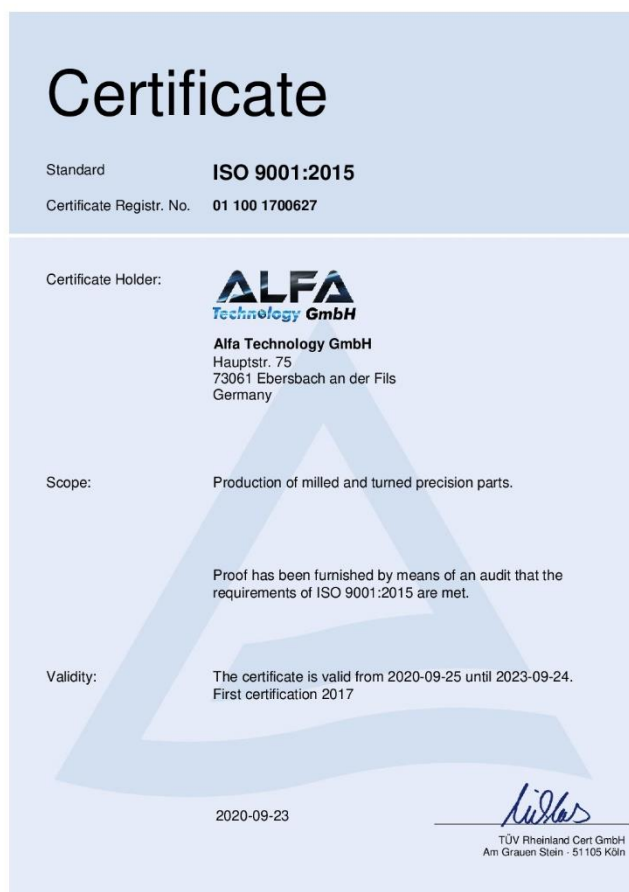 Certificate
Standard ISO 9001:2015
Certificate Registr. No. 01 100 1700627
Certificate Holder:
ALFA
Technology GmbH
Alfa Technology GmbH
Hauptstr. 75
73061 Ebersbach an der Fils
Germany
Scope: Production of milled and turned precision parts.
Proof has been furnished by means of an audit that the
requirements of ISO 9001:2015 are met.
Validity: The certificate is valid from 2020-09-25 until 2023-09-24.
First certification 2017
2020-09-23
TÜV Rheinland Cert GmbH
Am Grauen Stein · 51105 Köln